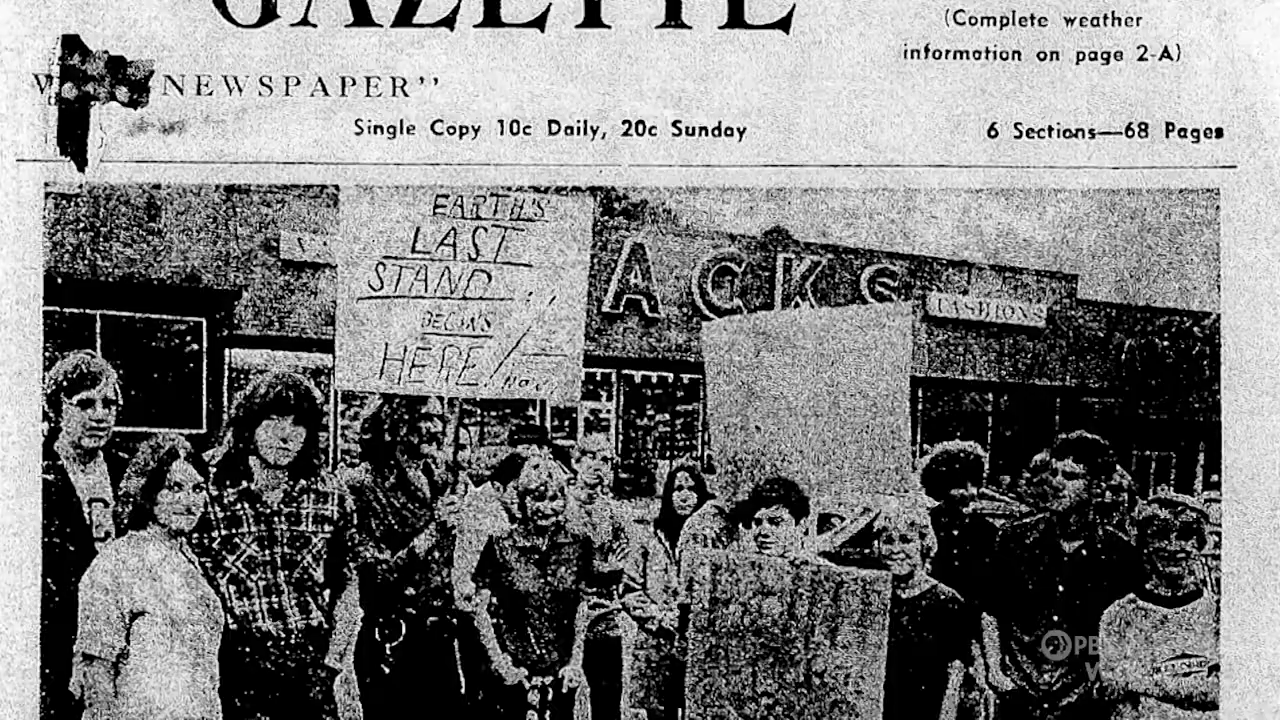 GAZETTE
(Complete weather
information on page 2-A)
NEWSPAPER"
Single Copy 10c Daily, 20c Sunday
6 Sections—68 Pages
EARTH'S
LAST
STAND...
BEGINS
HERE!
ACKS
FASHIONS
PBS